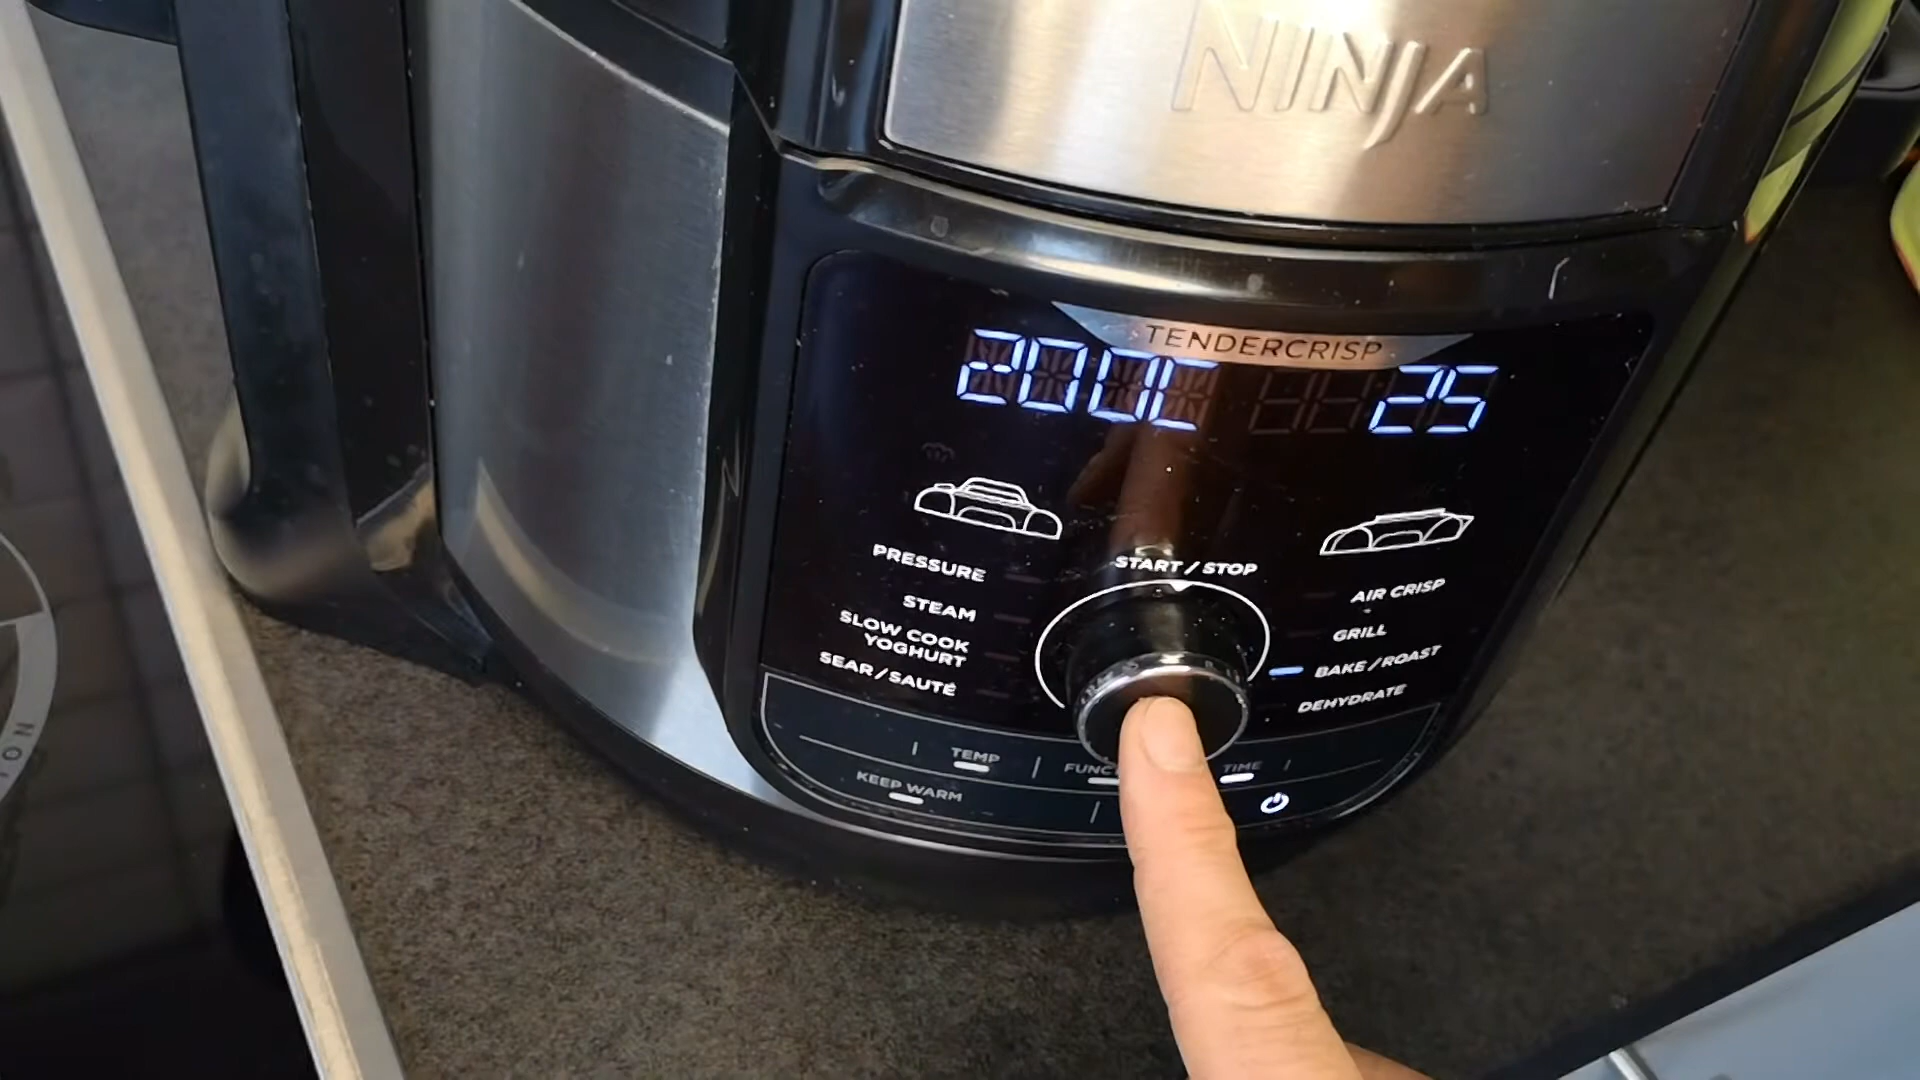 NINJA
TENDERCRISP
200C 25
PRESSURE
STEAM
SLOW COOK
YOGHURT
SEAR/SAUTÉ
START / STOP
AIR CRISP
GRILL
BAKE / ROAST
DEHYDRATE
TEMP
FUNC
TIME
KEEP WARM